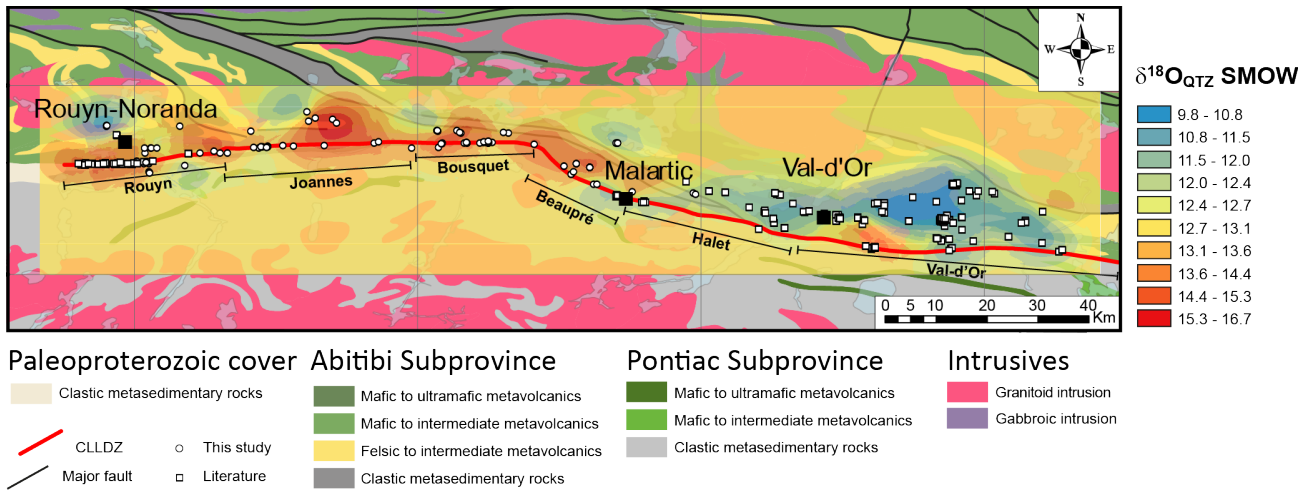 N
W E
S
Rouyn-Noranda
Malartic
Val-d'Or
Rouyn
Joannes
Bousquet
Beaupré
Halet
Val-d'Or
0 5 10 20 30 40
Km
δ18OQTZ SMOW
9.8 - 10.8
10.8 - 11.5
11.5 - 12.0
12.0 - 12.4
12.4 - 12.7
12.7 - 13.1
13.1 - 13.6
13.6 - 14.4
14.4 - 15.3
15.3 - 16.7
Paleoproterozoic cover
Clastic metasedimentary rocks
CLLDZ
This study
Major fault
Literature
Abitibi Subprovince
Mafic to ultramafic metavolcanics
Mafic to intermediate metavolcanics
Felsic to intermediate metavolcanics
Clastic metasedimentary rocks
Pontiac Subprovince
Mafic to ultramafic metavolcanics
Mafic to intermediate metavolcanics
Clastic metasedimentary rocks
Intrusives
Granitoid intrusion
Gabbroic intrusion